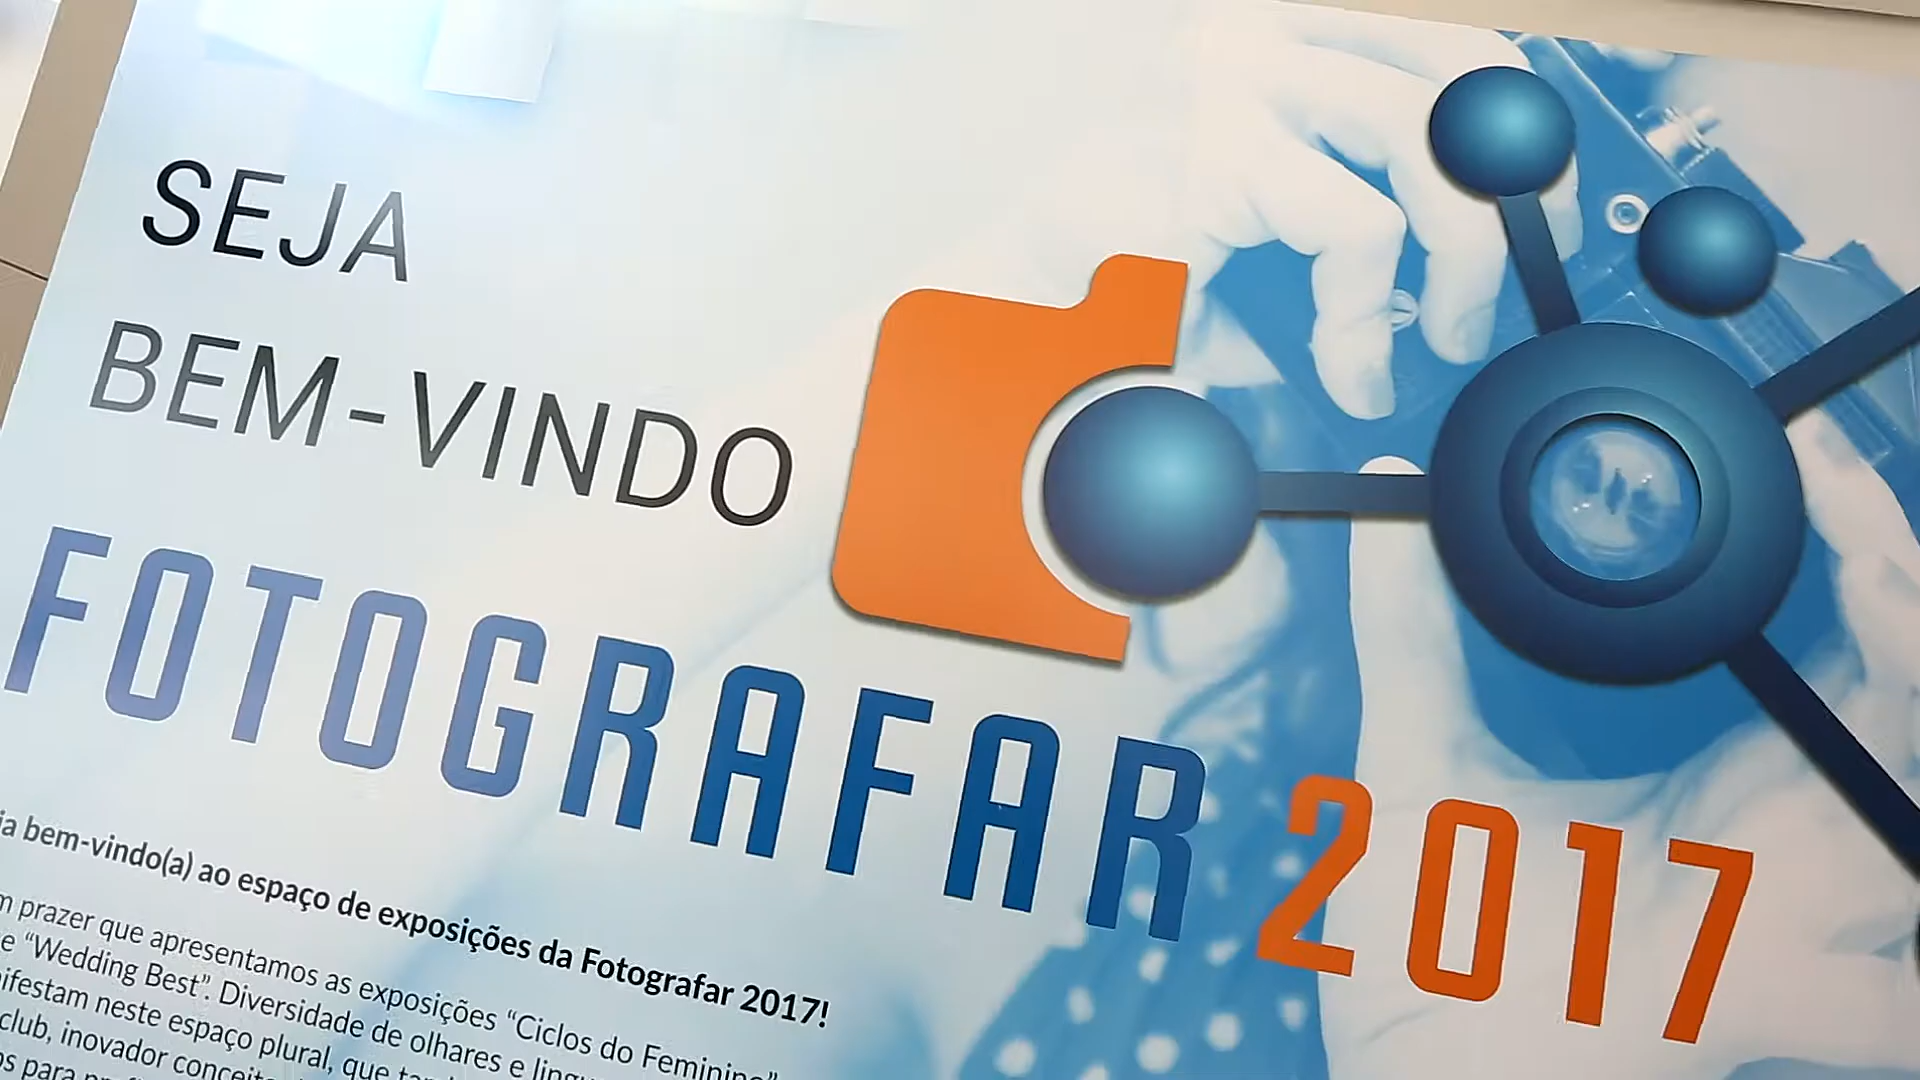 SEJA
BEM-VINDO
FOTOGRAFAR 2017
bem-vindo(a) ao espaço de exposições da Fotografar 2017!
prazer que apresentamos as exposições “Ciclos do Feminino”
e “Wedding Best”. Diversidade de olhares e
neste espaço plural, que
club, inovador
para